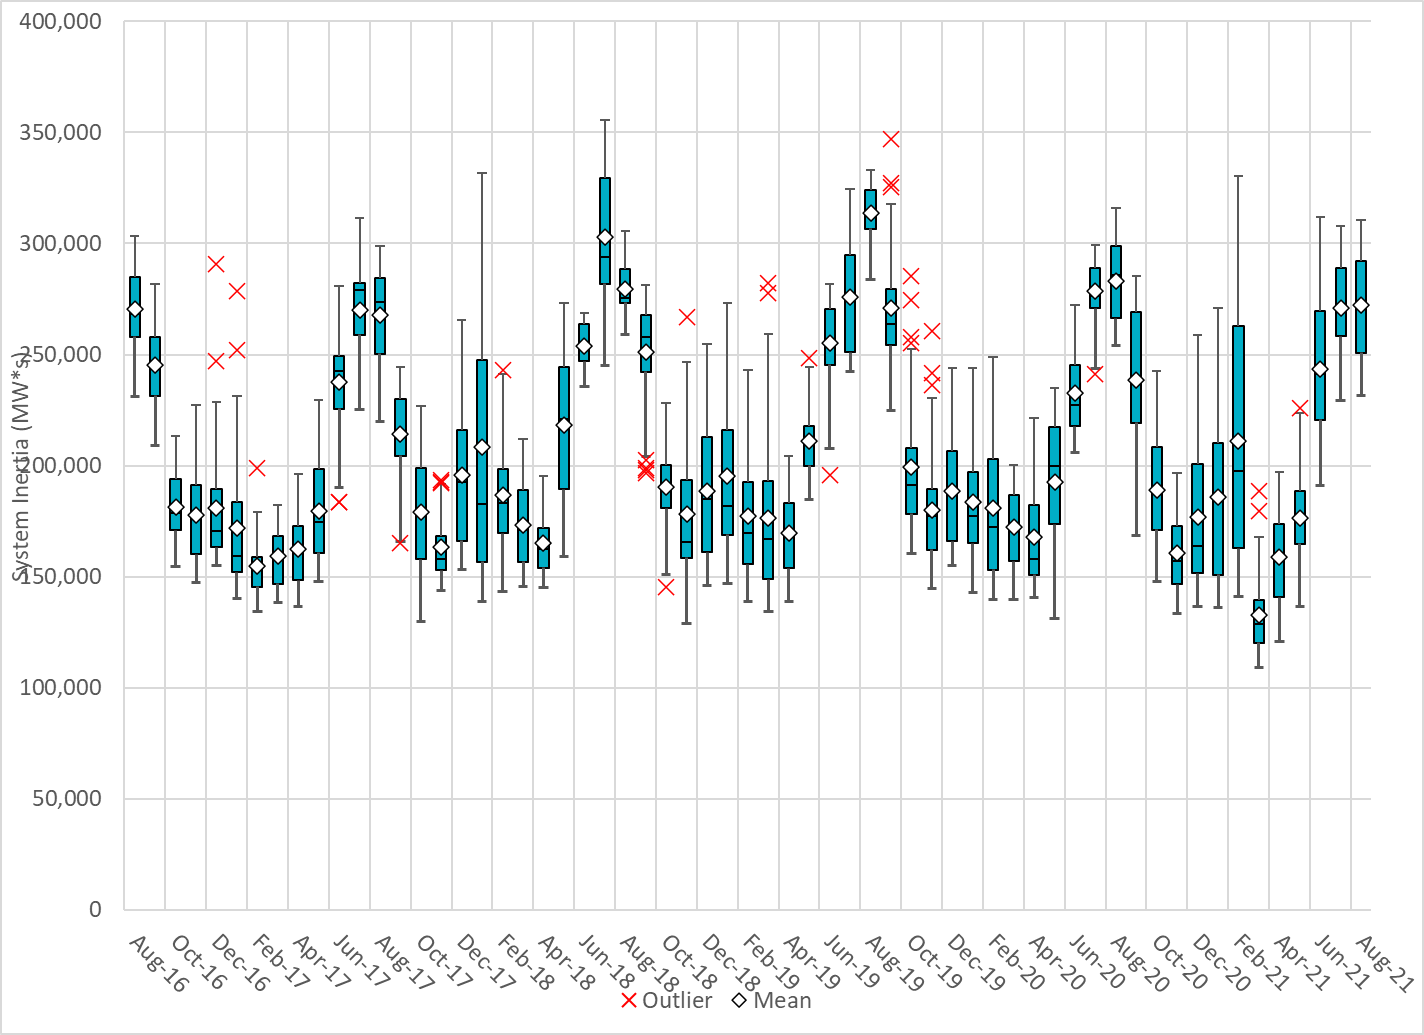 400,000
350,000
300,000
250,000
200,000
150,000
100,000
50,000
0
System Inertia (MW*s)
Aug-16
Oct-16
Dec-16
Feb-17
Apr-17
Jun-17
Aug-17
Oct-17
Dec-17
Feb-18
Apr-18
Jun-18
Aug-18
Oct-18
Dec-18
Feb-19
Apr-19
Jun-19
Aug-19
Oct-19
Dec-19
Feb-20
Apr-20
Jun-20
Aug-20
Oct-20
Dec-20
Feb-21
Apr-21
Jun-21
Aug-21
Outlier Mean